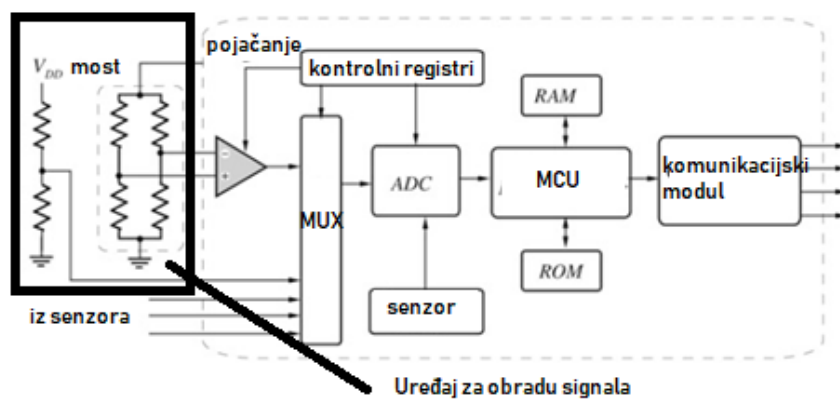 pojačanje
V_DD most
kontrolni registri
RAM
MUX
ADC
MCU
komunikacijski
modul
ROM
senzor
iz senzora
Uređaj za obradu signala